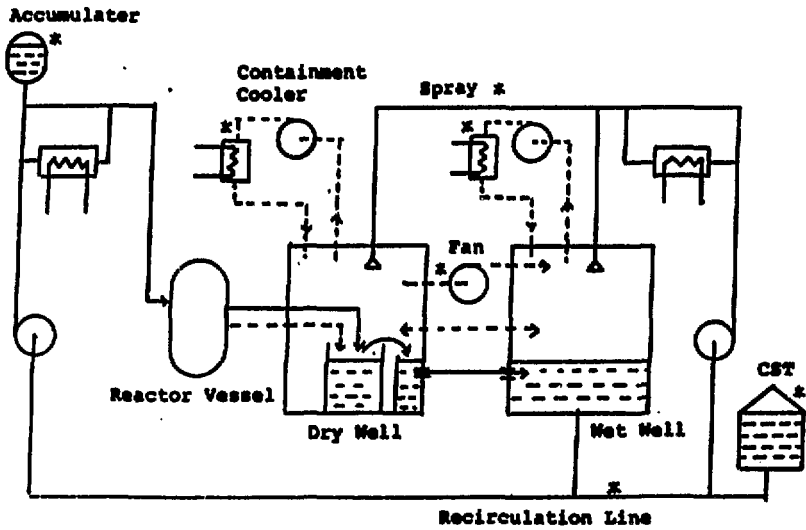 Accumulater
*
Containment
Cooler
Spray *
*
*
Fan
*
CST
*
Reactor Vessel
Dry Well
Wet Well
*
Recirculation Line